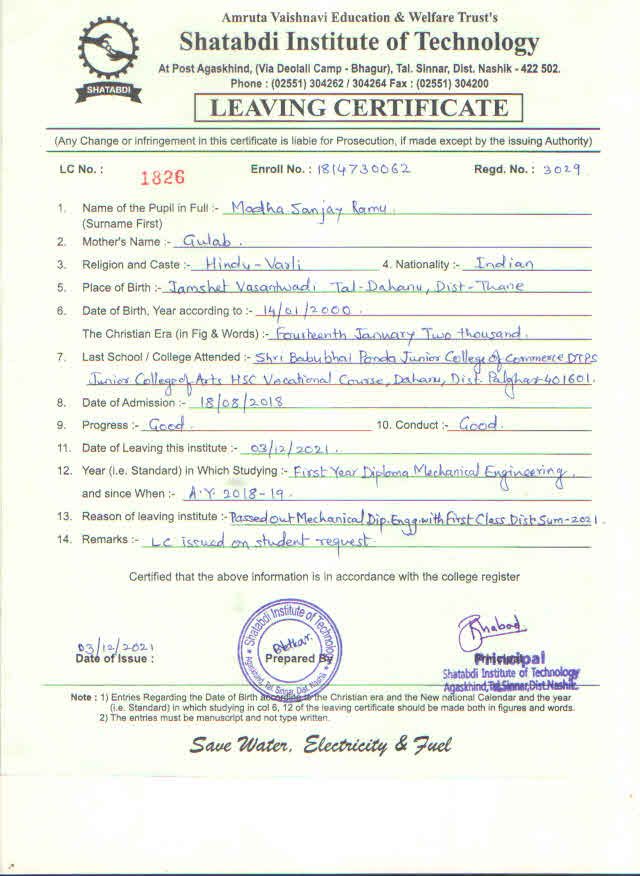 Amruta Vaishnavi Education & Welfare Trust's
Shatabdi Institute of Technology
SHATABDI
At Post Agaskhind, (Via Deolali Camp - Bhagur), Tal. Sinnar, Dist. Nashik - 422 502.
Phone : (02551) 304262 / 304264 Fax : (02551) 304200
LEAVING CERTIFICATE
(Any Change or infringement in this certificate is liable for Prosecution, if made except by the issuing Authority)
LC No. : 1826 Enroll No. : 1814730062 Regd. No. : 3029
1. Name of the Pupil in Full :- Madha Sanjay Ramu.
(Surname First)
2. Mother's Name :- Gulab.
3. Religion and Caste :- Hindu-Varli 4. Nationality :- Indian
5. Place of Birth :- Jamshet Vasantwadi Tal-Dahanu, Dist-Thane
6. Date of Birth, Year according to :- 14/01/2000
The Christian Era (in Fig & Words) :- Fourteenth January Two thousand.
7. Last School / College Attended :- Shri Babubhai Ponda Junior College of Commerce DTPS
Junior College of Arts HSC Vocational Course, Dahanu, Dist. Palghar-401601.
8. Date of Admission :- 18/08/2018
9. Progress :- Good. 10. Conduct :- Good.
11. Date of Leaving this institute :- 03/12/2021.
12. Year (i.e. Standard) in Which Studying :- First Year Diploma Mechanical Engineering.
and since When :- A.Y. 2018-19.
13. Reason of leaving institute :- Passed out Mechanical Dip. Engg. with First Class Dist Sum-2021.
14. Remarks :- LC issued on student request.
Certified that the above information is in accordance with the college register
03/12/2021
Date of Issue :
Shatabdi Institute of Technology
Agaskhind, Tal. Sinnar, Dist. Nashik
Prepared By
Principal
Shatabdi Institute of Technology
Agaskhind, Tal. Sinnar, Dist. Nashik.
Note : 1) Entries Regarding the Date of Birth according to the Christian era and the New national Calendar and the year
(i.e. Standard) in which studying in col 6, 12 of the leaving certificate should be made both in figures and words.
2) The entries must be manuscript and not type written.
Save Water, Electricity & Fuel